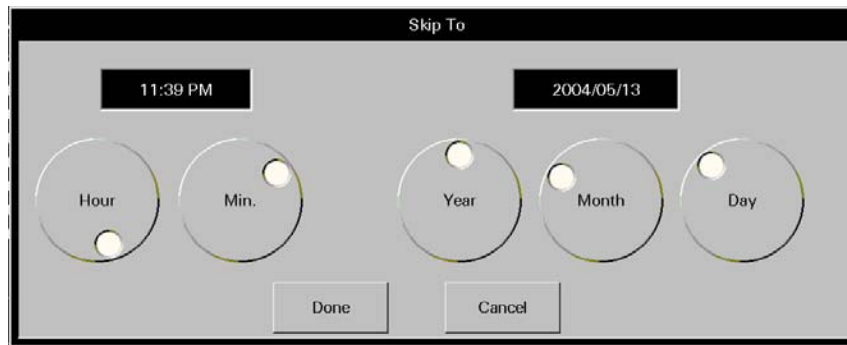 Skip To
11:39 PM
2004/05/13
Hour
Min.
Year
Month
Day
Done
Cancel